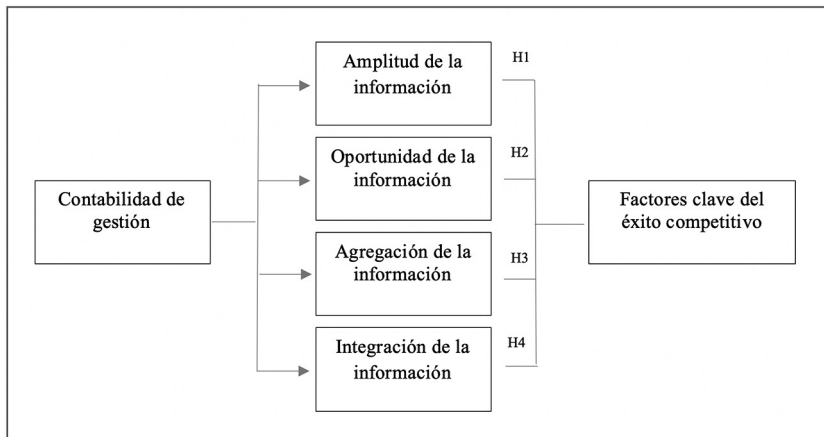 Contabilidad de
gestión
Amplitud de la
información
H1
Oportunidad de la
información
H2
Agregación de la
información
H3
Integración de la
información
H4
Factores clave del
éxito competitivo